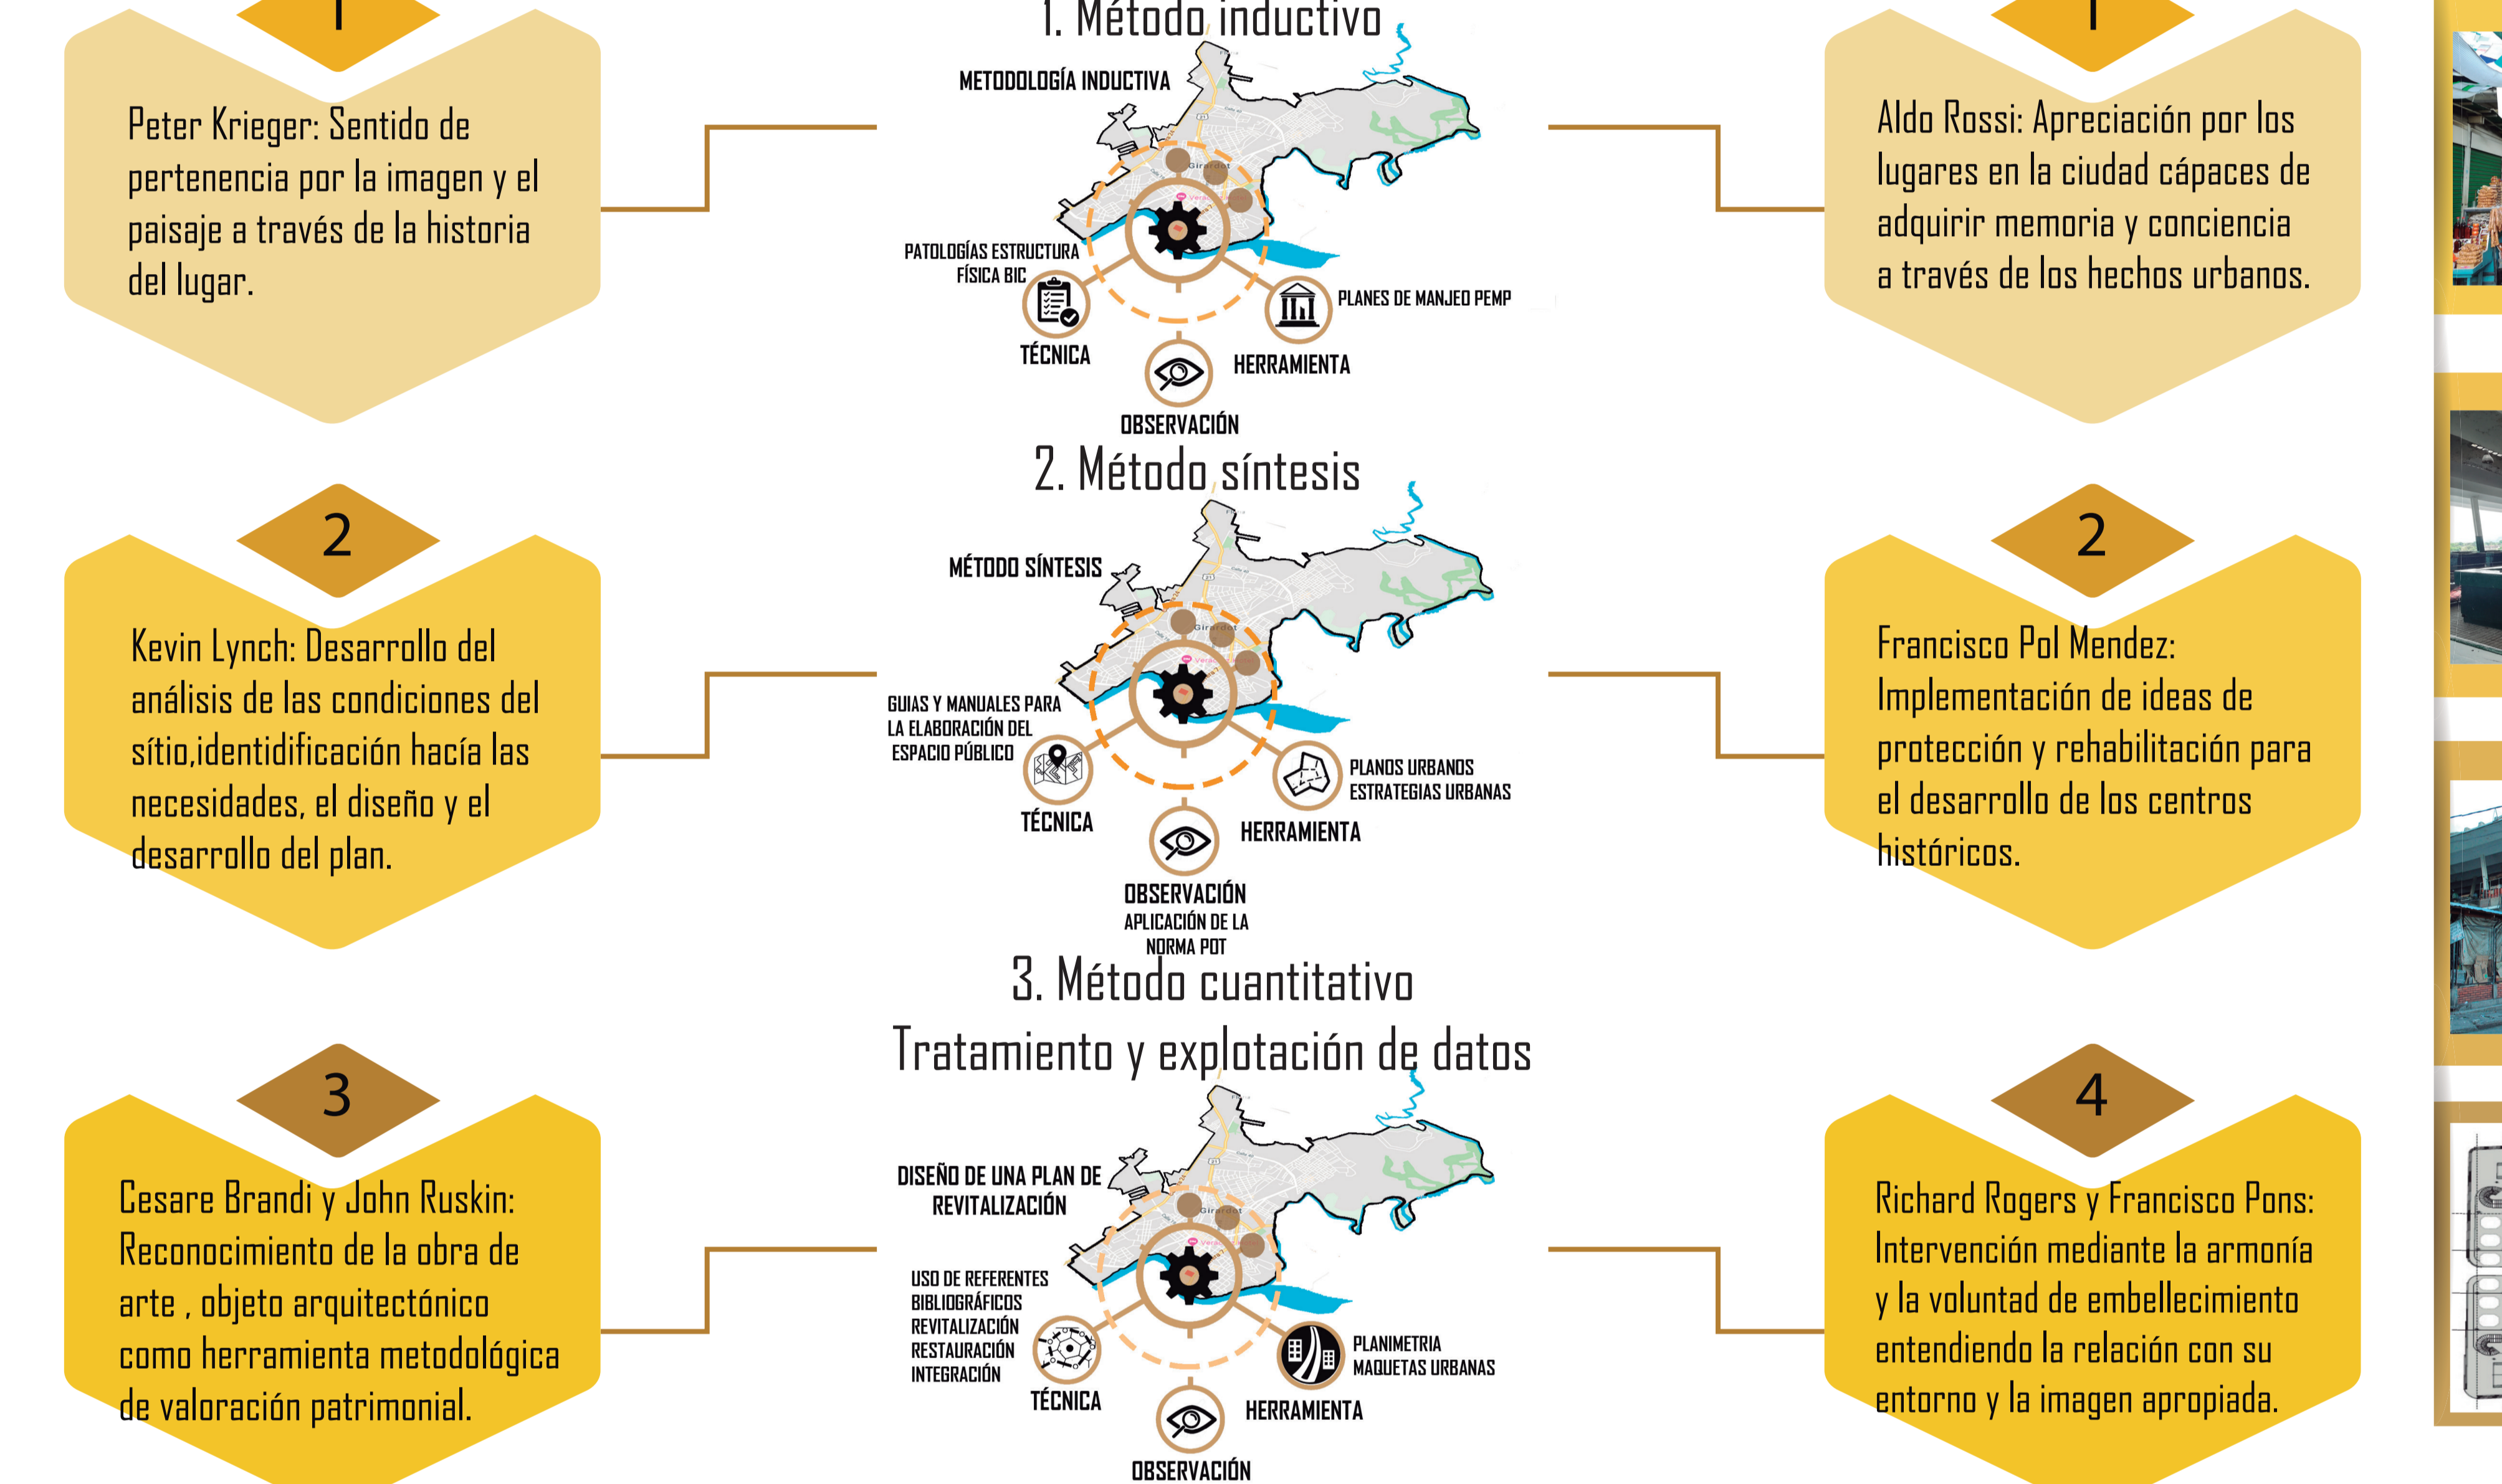 1
Peter Krieger: Sentido de
pertenencia por la imagen y el
paisaje a través de la historia
del lugar.
2
Kevin Lynch: Desarrollo del
análisis de las condiciones del
sítio,identidificación hacía las
necesidades, el diseño y el
desarrollo del plan.
3
Cesare Brandi y John Ruskin:
Reconocimiento de la obra de
arte , objeto arquitectónico
como herramienta metodológica
de valoración patrimonial.
1. Método inductivo
METODOLOGÍA INDUCTIVA
Girardot
PATOLOGÍAS ESTRUCTURA
FÍSICA BIC
PLANES DE MANJEO PEMP
TÉCNICA
HERRAMIENTA
OBSERVACIÓN
2. Método síntesis
MÉTODO SÍNTESIS
Girardot
GUIAS Y MANUALES PARA
LA ELABORACIÓN DEL
ESPACIO PÚBLICO
PLANOS URBANOS
ESTRATEGIAS URBANAS
TÉCNICA
HERRAMIENTA
OBSERVACIÓN
APLICACIÓN DE LA
NORMA POT
3. Método cuantitativo
Tratamiento y explotación de datos
DISEÑO DE UNA PLAN DE
REVITALIZACIÓN
Girardot
USO DE REFERENTES
BIBLIOGRÁFICOS
REVITALIZACIÓN
RESTAURACIÓN
INTEGRACIÓN
PLANIMETRIA
MAQUETAS URBANAS
TÉCNICA
HERRAMIENTA
OBSERVACIÓN
1
Aldo Rossi: Apreciación por los
lugares en la ciudad cápaces de
adquirir memoria y conciencia
a través de los hechos urbanos.
2
Francisco Pol Mendez:
Implementación de ideas de
protección y rehabilitación para
el desarrollo de los centros
históricos.
4
Richard Rogers y Francisco Pons:
Intervención mediante la armonía
y la voluntad de embellecimiento
entendiendo la relación con su
entorno y la imagen apropiada.